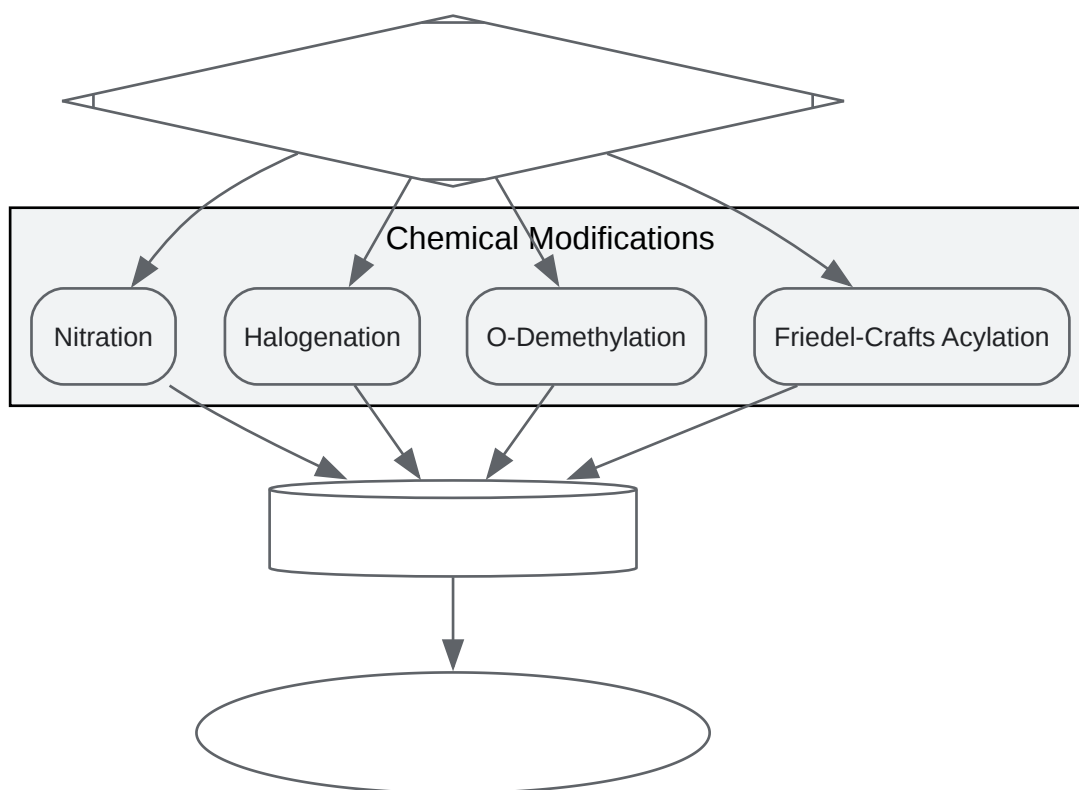 Chemical Modifications
Nitration
Halogenation
O-Demethylation
Friedel-Crafts Acylation